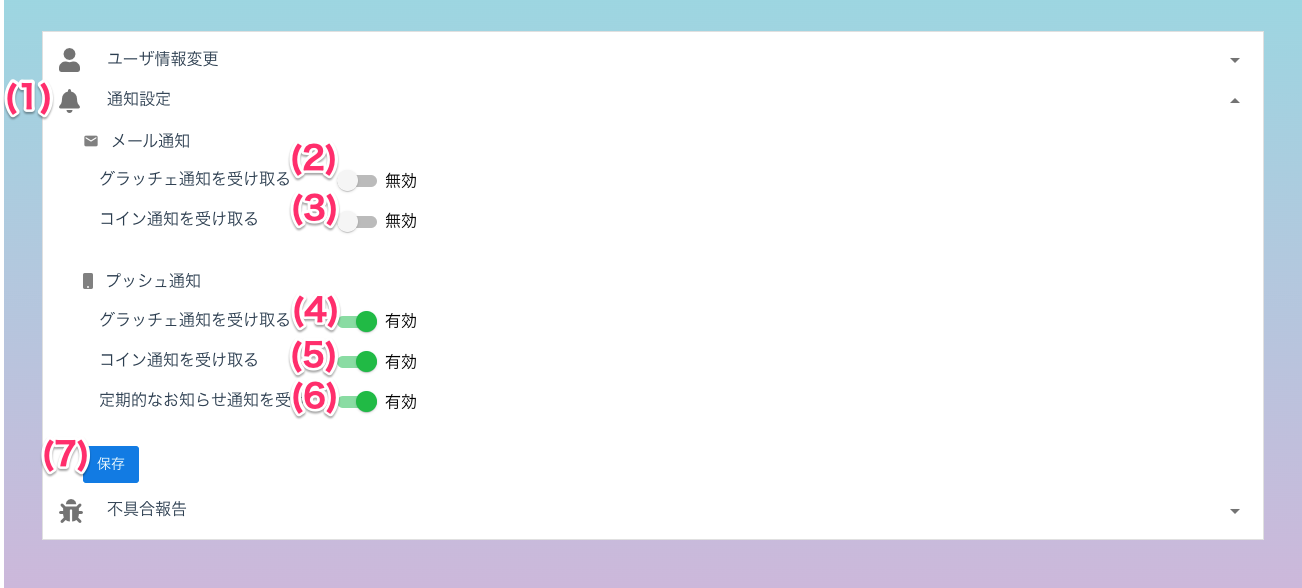 ユーザ情報変更
(1) 通知設定
メール通知
グラッチェ通知を受け取る (2) 無効
コイン通知を受け取る (3) 無効
プッシュ通知
グラッチェ通知を受け取る (4) 有効
コイン通知を受け取る (5) 有効
定期的なお知らせ通知を受 (6) 有効
(7) 保存
不具合報告